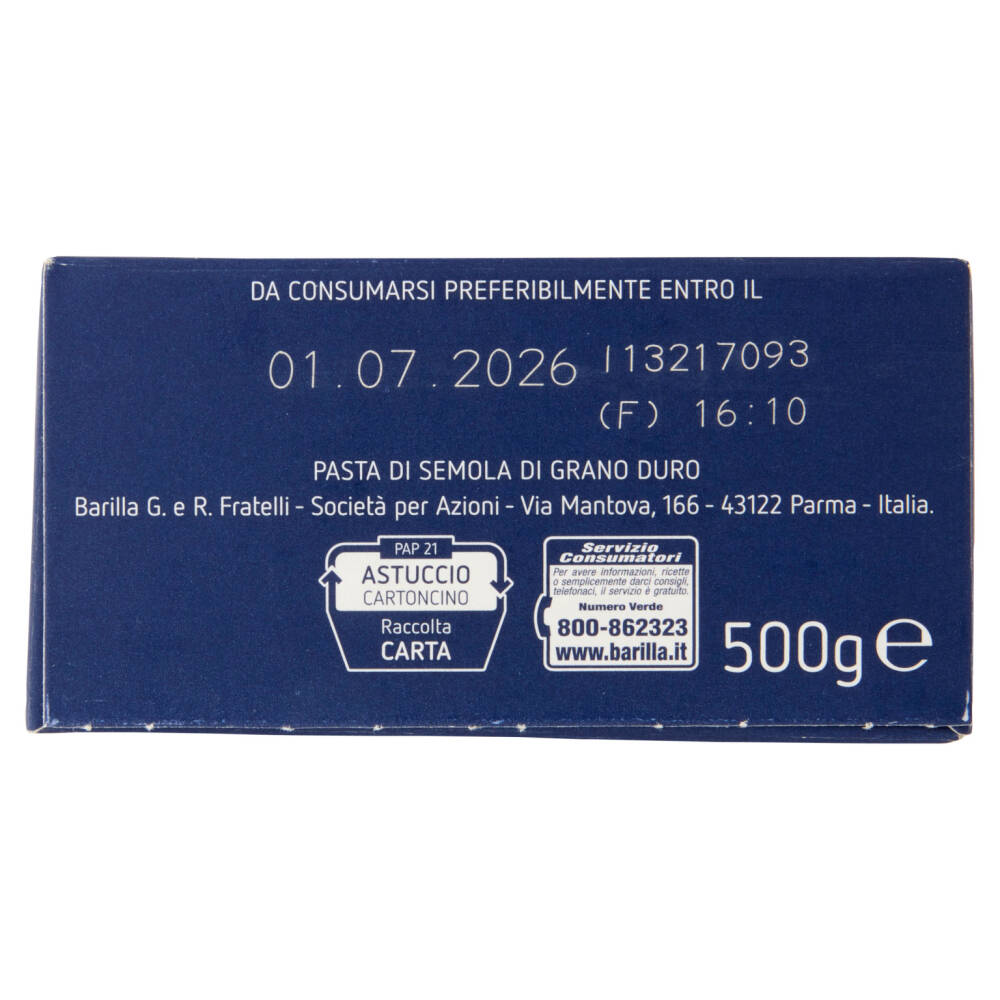 DA CONSUMARSI PREFERIBILMENTE ENTRO IL
01.07.2026 I13217093
(F) 16:10
PASTA DI SEMOLA DI GRANO DURO
Barilla G. e R. Fratelli - Società per Azioni - Via Mantova, 166 - 43122 Parma - Italia.
PAP 21
ASTUCCIO
CARTONCINO
Raccolta
CARTA
Servizio
Consumatori
Per avere informazioni, ricette
o semplicemente darci consigli,
telefonaci, il servizio è gratuito.
Numero Verde
800-862323
www.barilla.it
500g e